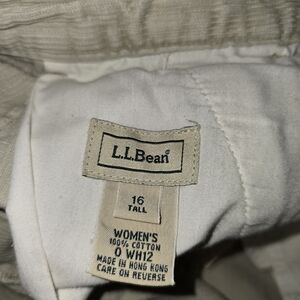 L.L.Bean®
16
TALL
WOMEN'S
100% COTTON
0 WH12
MADE IN HONG KONG
CARE ON REVERSE